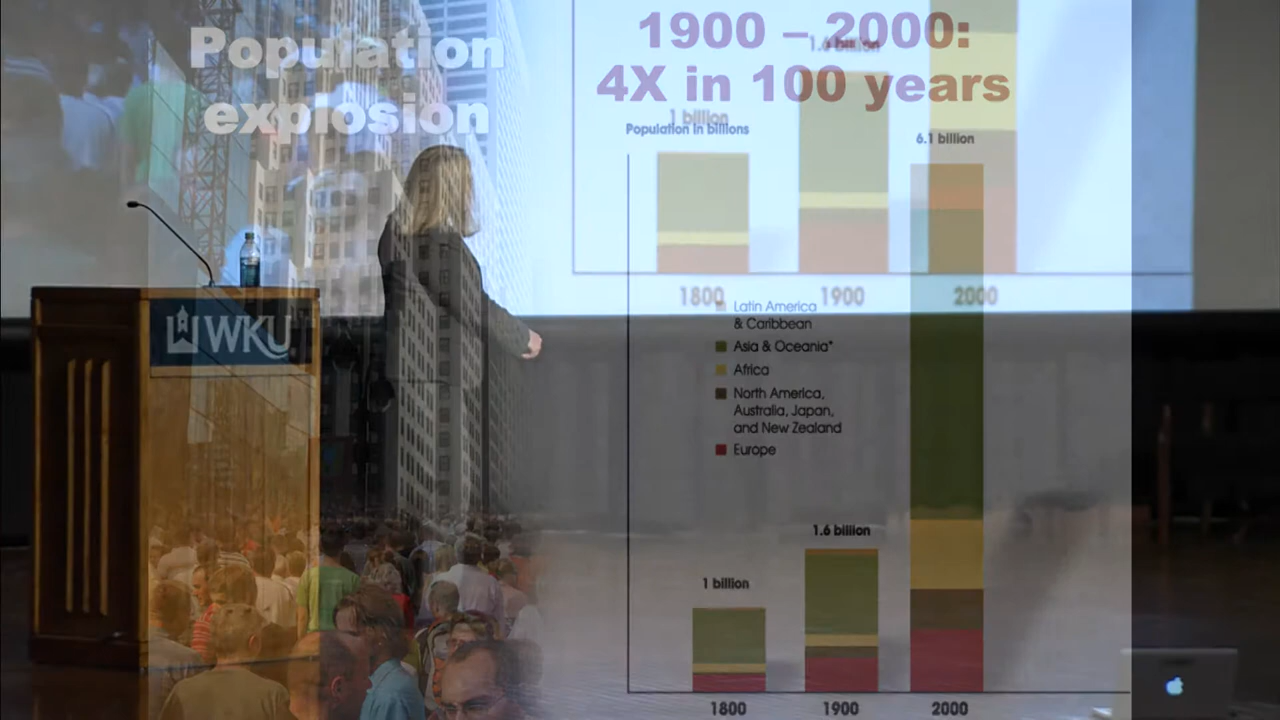 Population
explosion
1900 – 2000:
4X in 100 years
1.6 billion
1 billion
Population in billions
6.1 billion
1800
1900
2000
Latin America
& Caribbean
Asia & Oceania*
Africa
North America,
Australia, Japan,
and New Zealand
Europe
WKU
1.6 billion
1 billion
1800
1900
2000